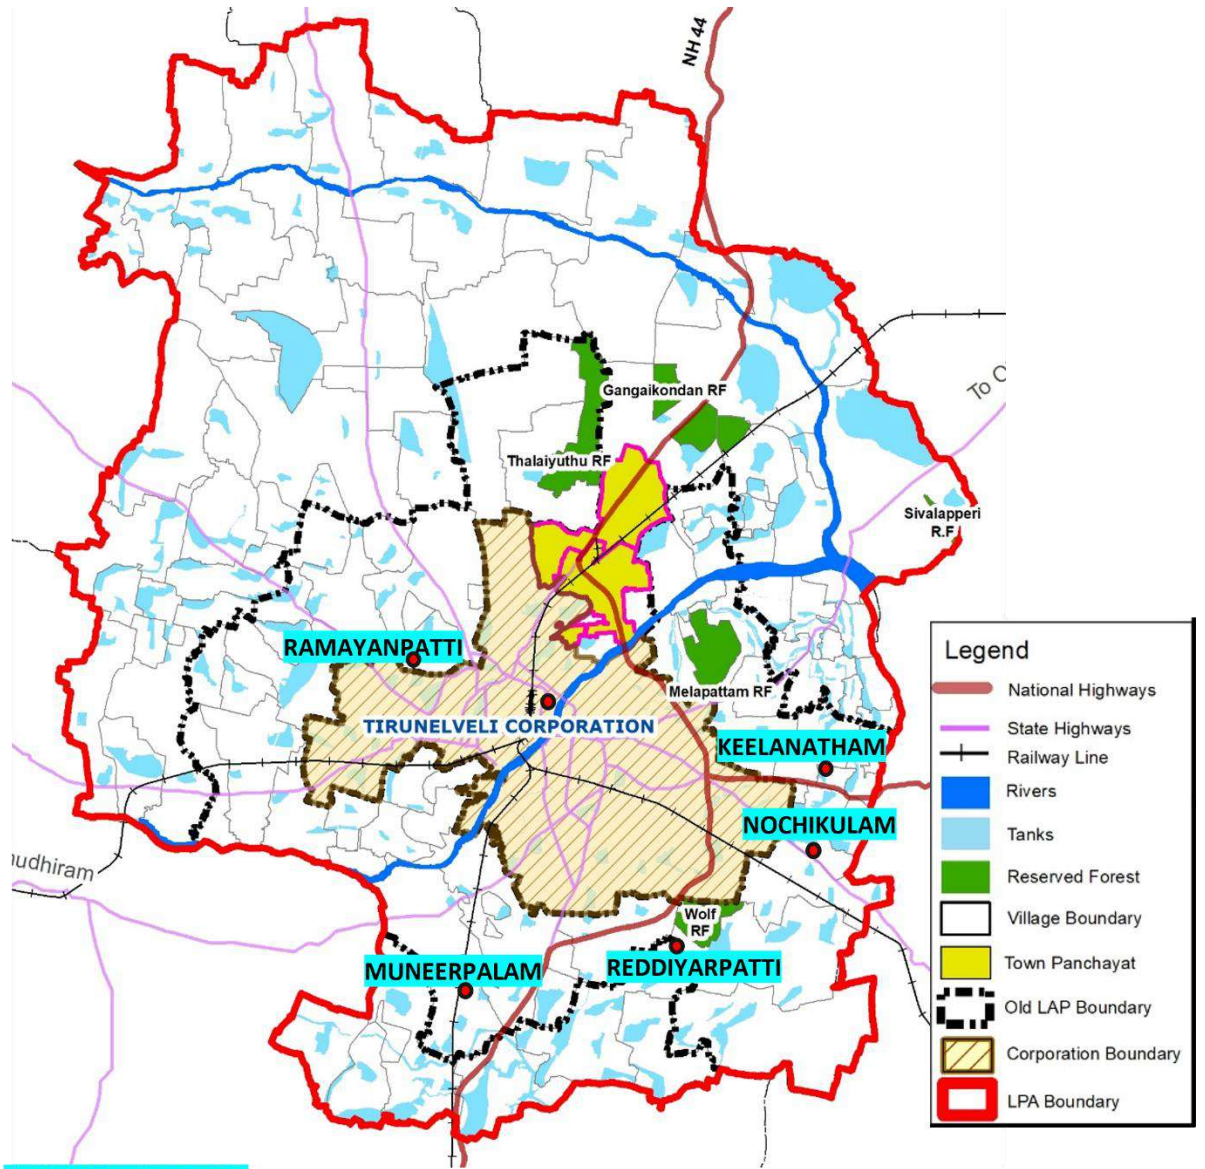 NH 44
Gangaikondan RF
To C
Thalaiyuthu RF
Sivalapperi
R.F
RAMAYANPATTI
Melapattam RF
TIRUNELVELI CORPORATION
KEELANATHAM
NOCHIKULAM
nudhiram
Wolf
RF
MUNEERPALAM
REDDIYARPATTI
Legend
National Highways
State Highways
Railway Line
Rivers
Tanks
Reserved Forest
Village Boundary
Town Panchayat
Old LAP Boundary
Corporation Boundary
LPA Boundary